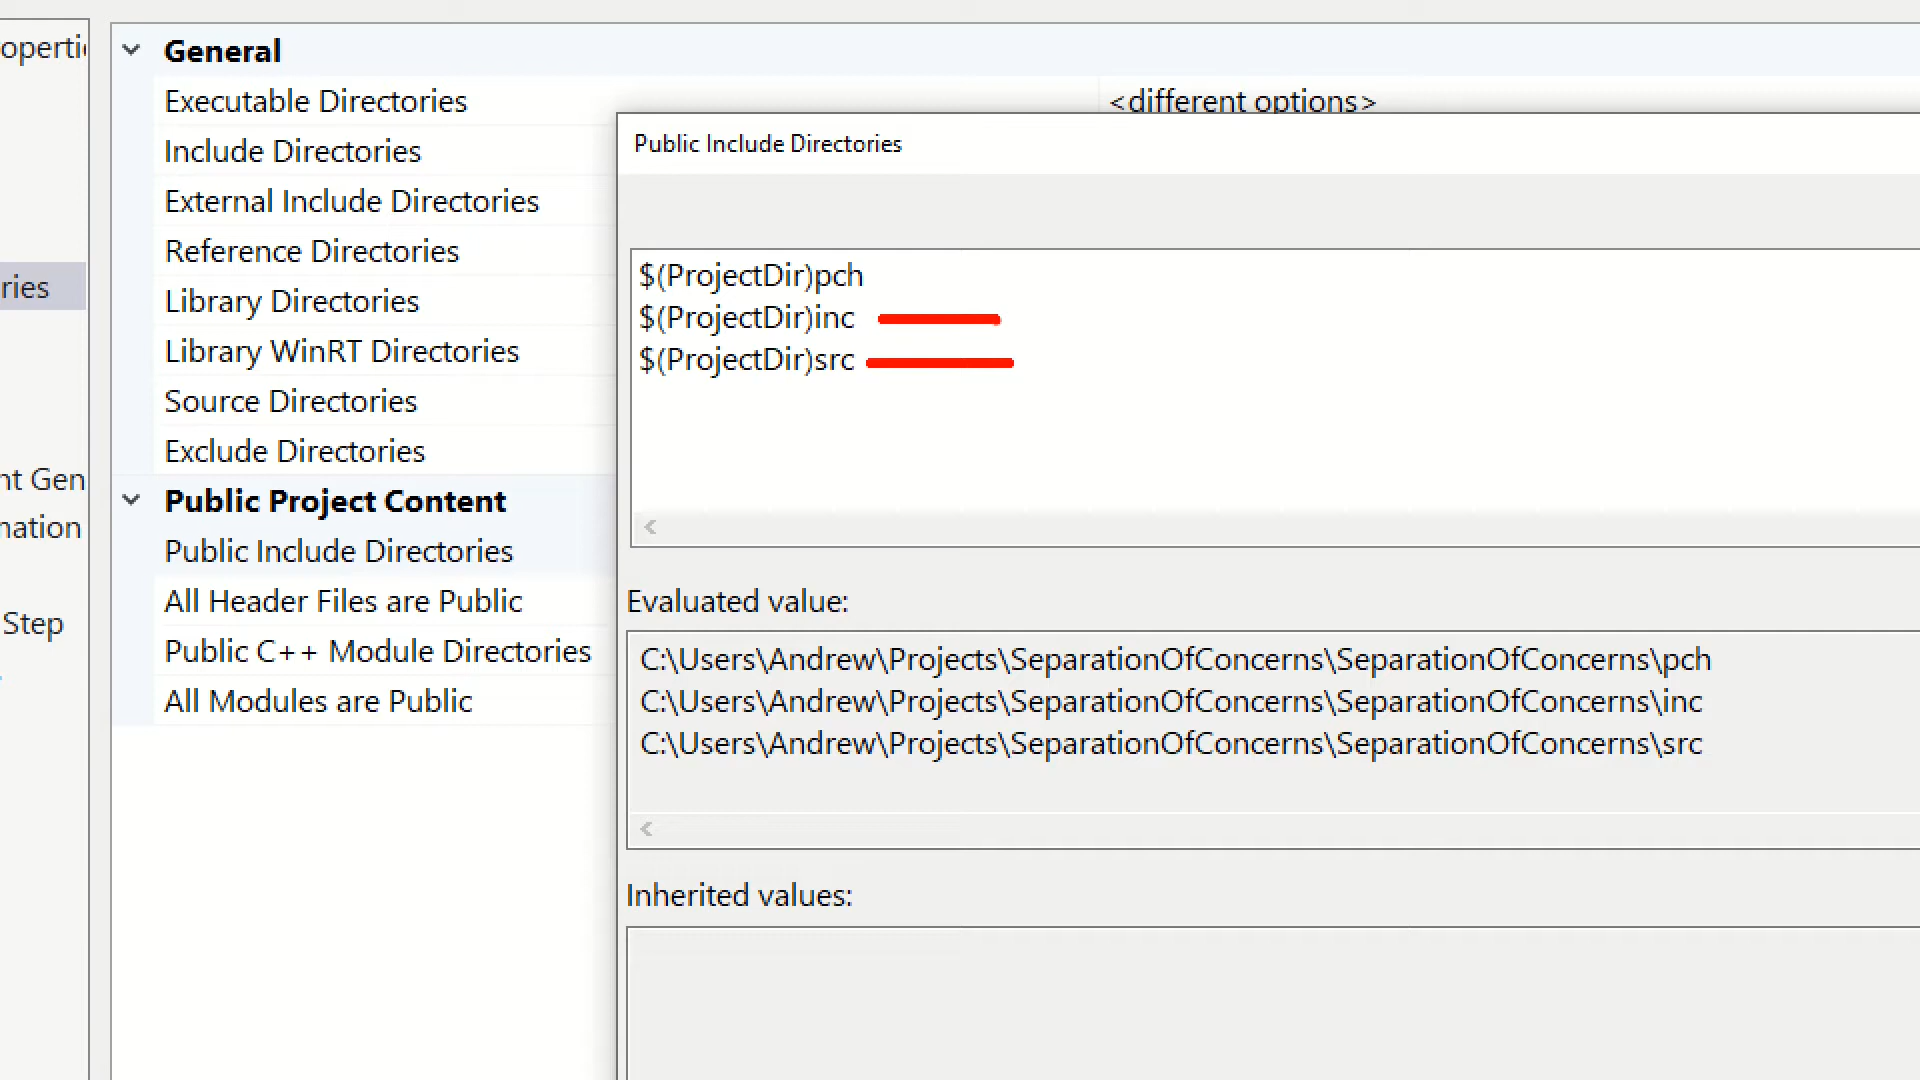 operti
General
Executable Directories <different options>
Include Directories
External Include Directories
Reference Directories
ries
Library Directories
Library WinRT Directories
Source Directories
Exclude Directories
nt Gen
Public Project Content
nation
Public Include Directories
All Header Files are Public
Step
Public C++ Module Directories
All Modules are Public
Public Include Directories
$(ProjectDir)pch
$(ProjectDir)inc
$(ProjectDir)src
Evaluated value:
C:\Users\Andrew\Projects\SeparationOfConcerns\SeparationOfConcerns\pch
C:\Users\Andrew\Projects\SeparationOfConcerns\SeparationOfConcerns\inc
C:\Users\Andrew\Projects\SeparationOfConcerns\SeparationOfConcerns\src
Inherited values: